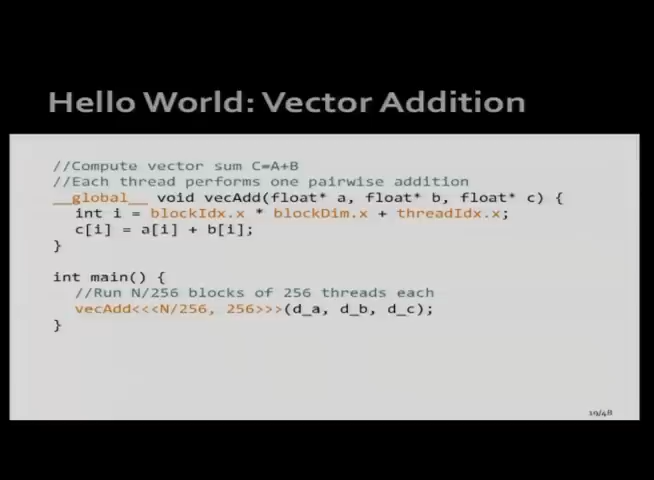 Hello World: Vector Addition
//Compute vector sum C=A+B
//Each thread performs one pairwise addition
__global__ void vecAdd(float* a, float* b, float* c) {
int i = blockIdx.x * blockDim.x + threadIdx.x;
c[i] = a[i] + b[i];
}
int main() {
//Run N/256 blocks of 256 threads each
vecAdd<<<N/256, 256>>>(d_a, d_b, d_c);
}
19/48